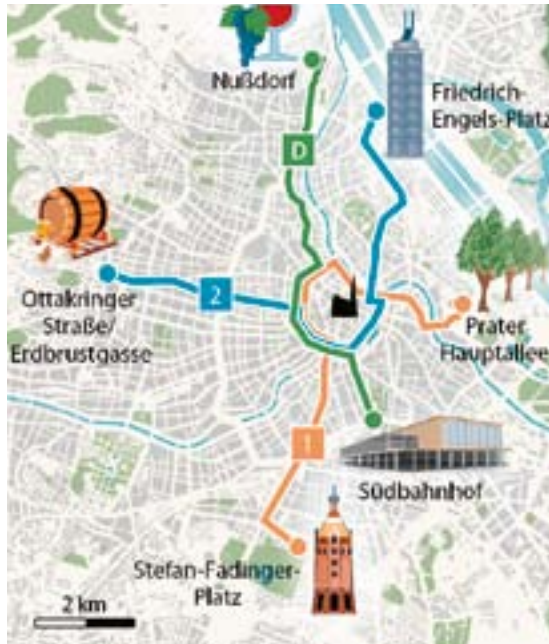 Nußdorf
Friedrich-
Engels-Platz
D
Ottakringer
Straße/
Erdbrustgasse
2
Prater
Hauptallee
1
Südbahnhof
Stefan-Fadinger-
Platz
2 km